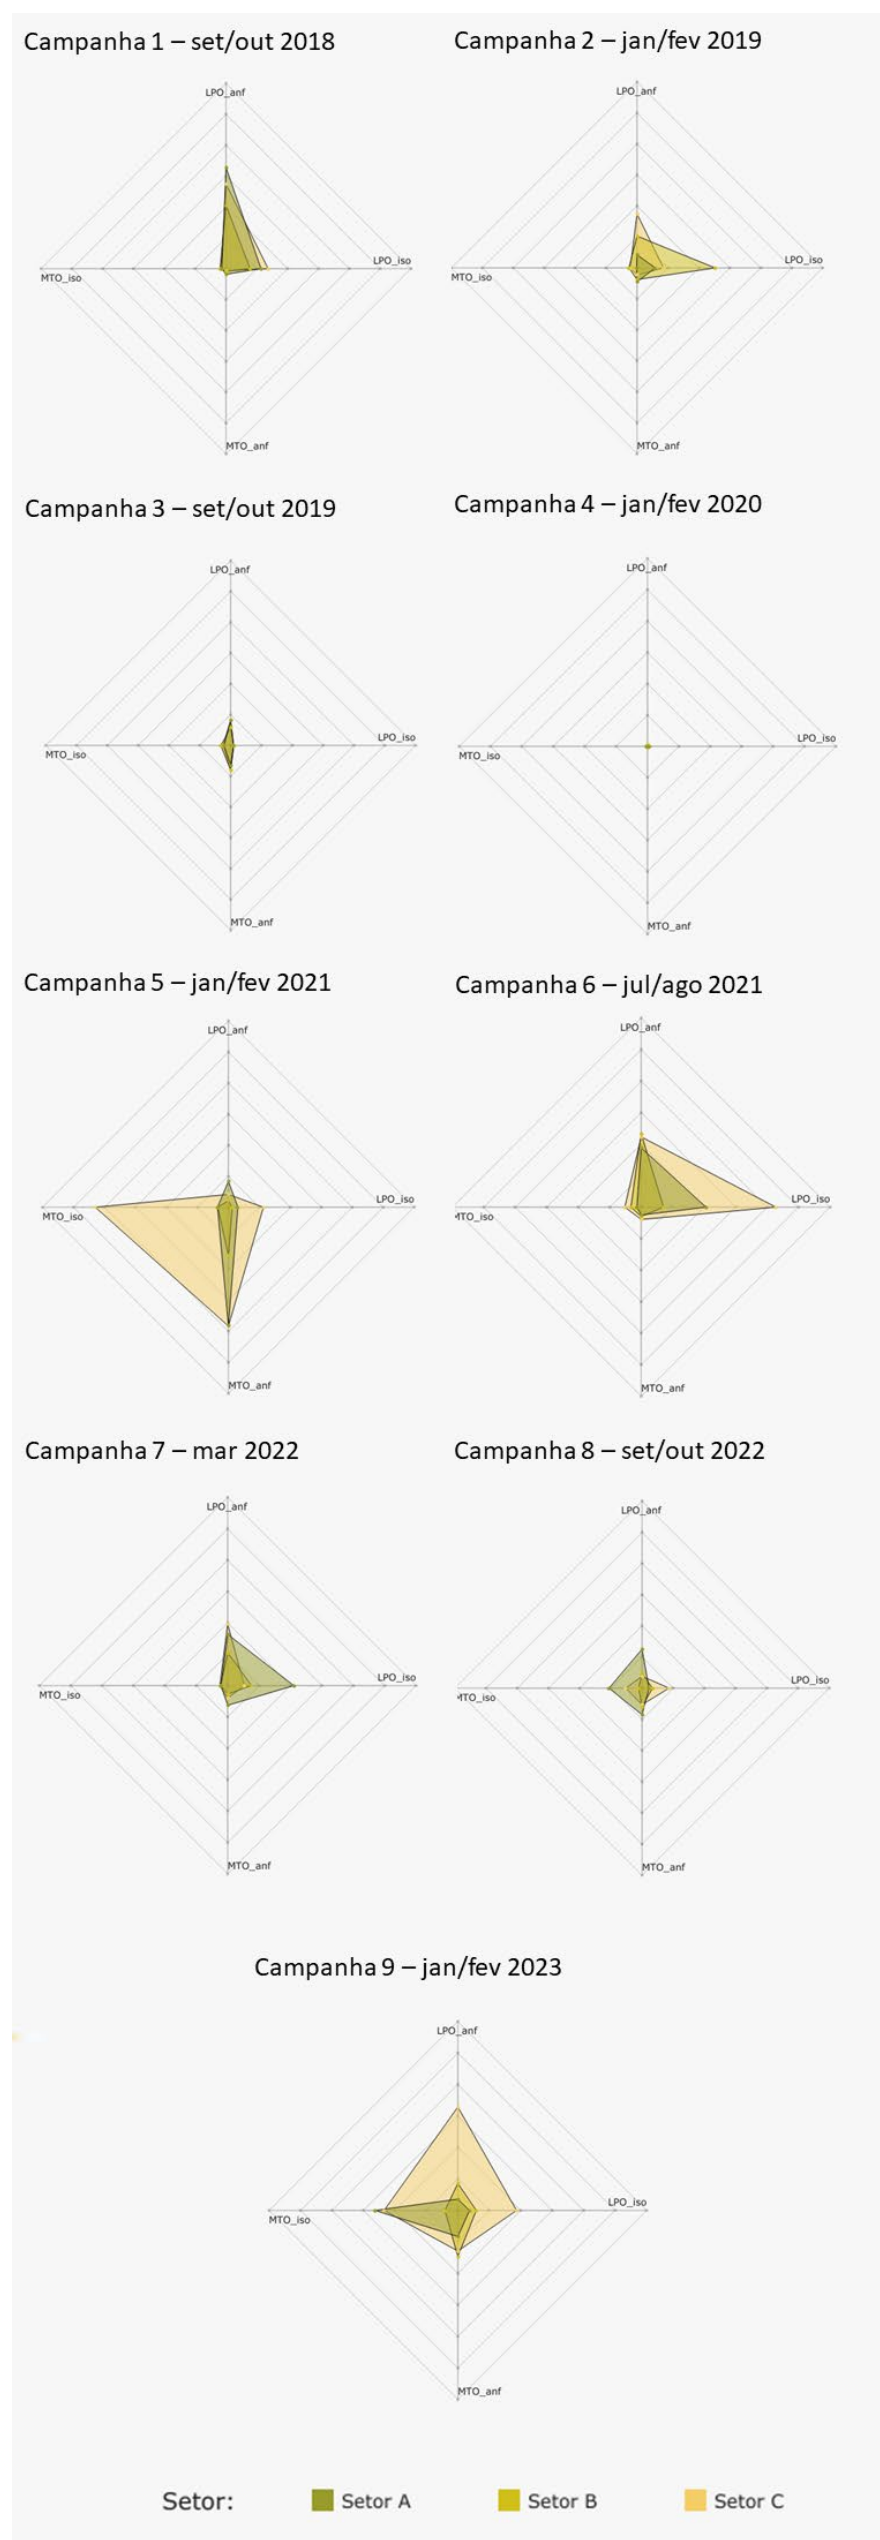 Campanha 1 – set/out 2018
Campanha 2 – jan/fev 2019
LPO_anf
LPO_anf
LPO_iso
LPO_iso
MTO_iso
MTO_iso
MTO_anf
MTO_anf
Campanha 3 – set/out 2019
Campanha 4 – jan/fev 2020
LPO_anf
LPO_anf
LPO_iso
LPO_iso
MTO_iso
MTO_iso
MTO_anf
MTO_anf
Campanha 5 – jan/fev 2021
Campanha 6 – jul/ago 2021
LPO_anf
LPO_anf
LPO_iso
LPO_iso
MTO_iso
MTO_iso
MTO_anf
MTO_anf
Campanha 7 – mar 2022
Campanha 8 – set/out 2022
LPO_anf
LPO_anf
LPO_iso
LPO_iso
MTO_iso
MTO_iso
MTO_anf
MTO_anf
Campanha 9 – jan/fev 2023
LPO_anf
LPO_iso
MTO_iso
MTO_anf
Setor: Setor A Setor B Setor C